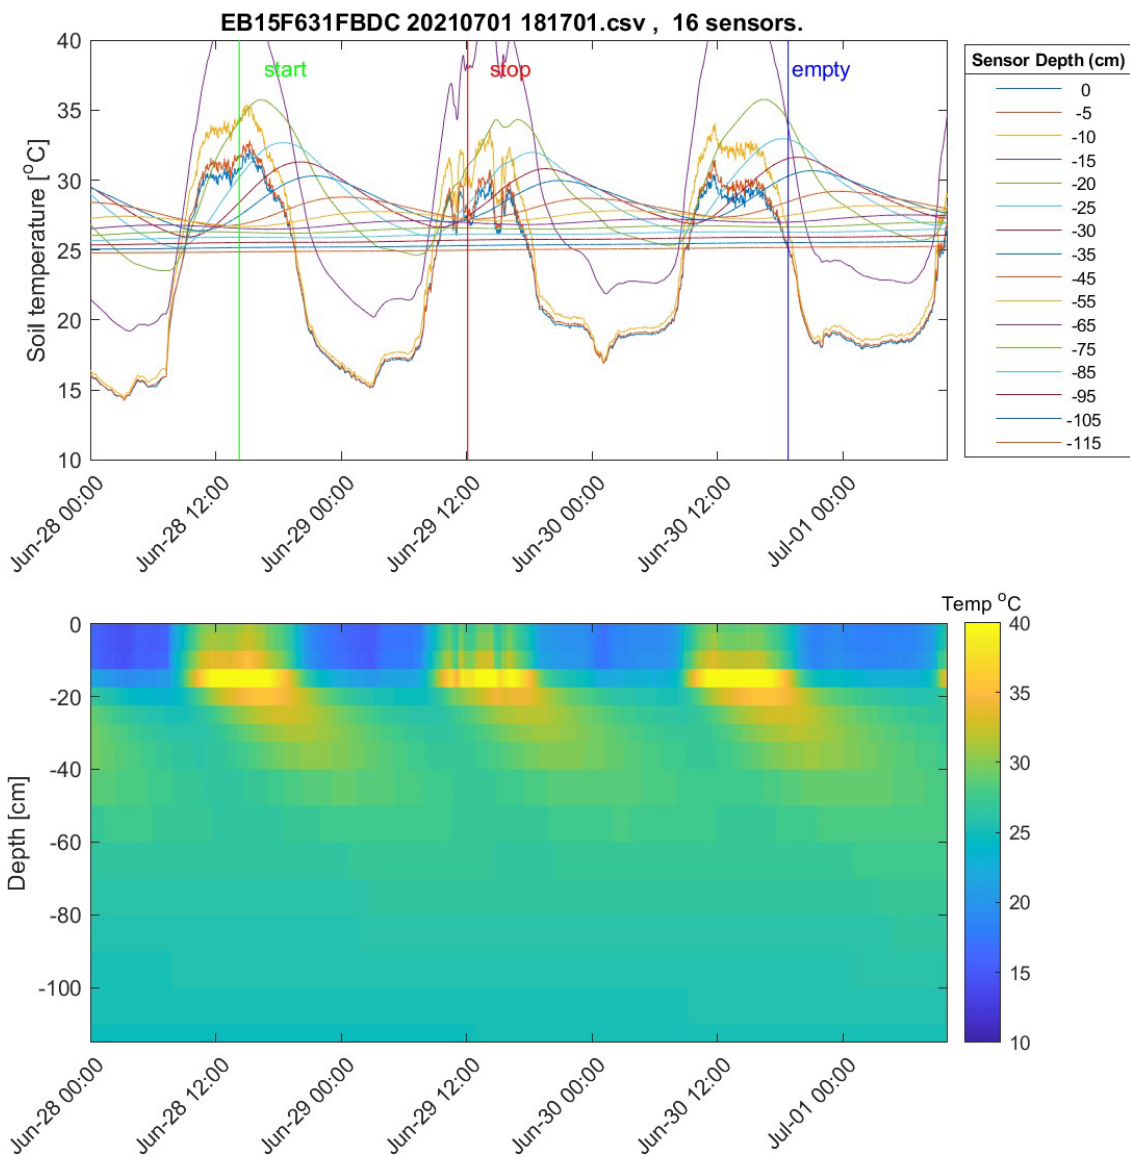 EB15F631FBDC 20210701 181701.csv ,  16 sensors.
40
35
30
25
20
15
10
Soil temperature [°C]
start
stop
empty
Jun-28 00:00
Jun-28 12:00
Jun-29 00:00
Jun-29 12:00
Jun-30 00:00
Jun-30 12:00
Jul-01 00:00
Sensor Depth (cm)
0
-5
-10
-15
-20
-25
-30
-35
-45
-55
-65
-75
-85
-95
-105
-115
0
-20
-40
-60
-80
-100
Depth [cm]
Jun-28 00:00
Jun-28 12:00
Jun-29 00:00
Jun-29 12:00
Jun-30 00:00
Jun-30 12:00
Jul-01 00:00
Temp °C
40
35
30
25
20
15
10